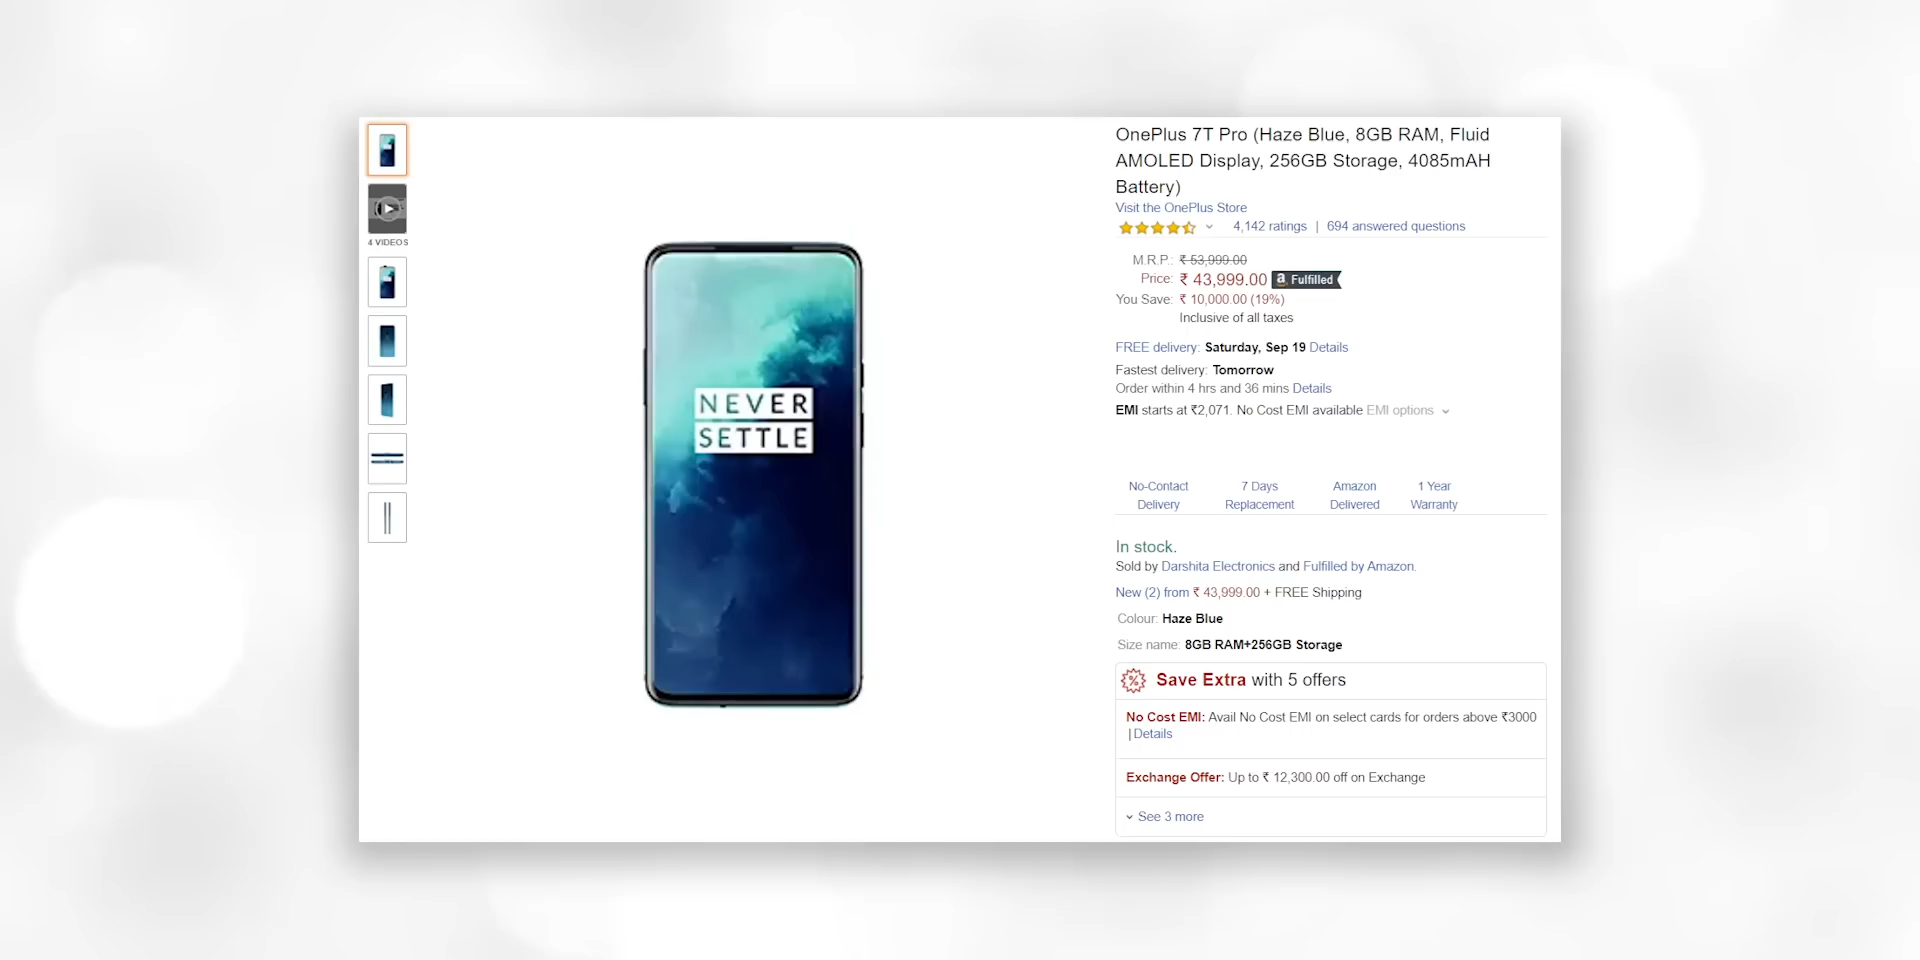 4 VIDEOS
NEVER
SETTLE
OnePlus 7T Pro (Haze Blue, 8GB RAM, Fluid
AMOLED Display, 256GB Storage, 4085mAH
Battery)
Visit the OnePlus Store
4,142 ratings | 694 answered questions
M.R.P.: ₹ 53,999.00
Price: ₹ 43,999.00 a Fulfilled
You Save: ₹ 10,000.00 (19%)
Inclusive of all taxes
FREE delivery: Saturday, Sep 19 Details
Fastest delivery: Tomorrow
Order within 4 hrs and 36 mins Details
EMI starts at ₹2,071. No Cost EMI available EMI options
No-Contact Delivery
7 Days Replacement
Amazon Delivered
1 Year Warranty
In stock.
Sold by Darshita Electronics and Fulfilled by Amazon.
New (2) from ₹ 43,999.00 + FREE Shipping
Colour: Haze Blue
Size name: 8GB RAM+256GB Storage
% Save Extra with 5 offers
No Cost EMI: Avail No Cost EMI on select cards for orders above ₹3000
| Details
Exchange Offer: Up to ₹ 12,300.00 off on Exchange
See 3 more